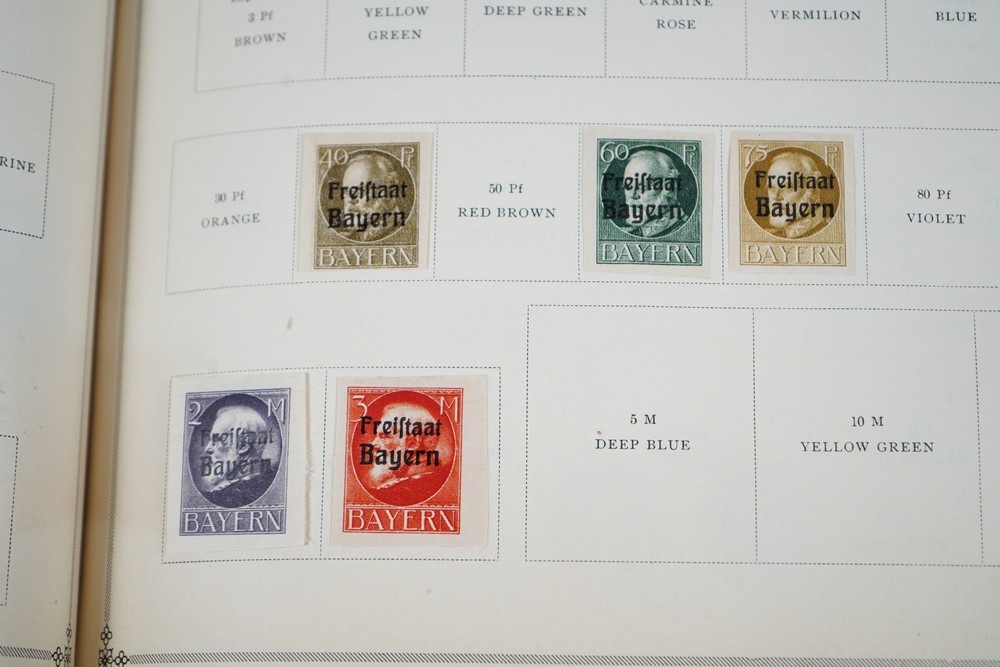 3 Pf
BROWN
YELLOW
GREEN
DEEP GREEN
CARMINE
ROSE
VERMILION
BLUE
RINE
30 Pf
ORANGE
40 Pf
Freiſtaat
Bayern
BAYERN
50 Pf
RED BROWN
60 Pf
Freiſtaat
Bayern
BAYERN
75 Pf
Freiſtaat
Bayern
BAYERN
80 Pf
VIOLET
2 M
Freiſtaat
Bayern
BAYERN
3 M
Freiſtaat
Bayern
BAYERN
5 M
DEEP BLUE
10 M
YELLOW GREEN